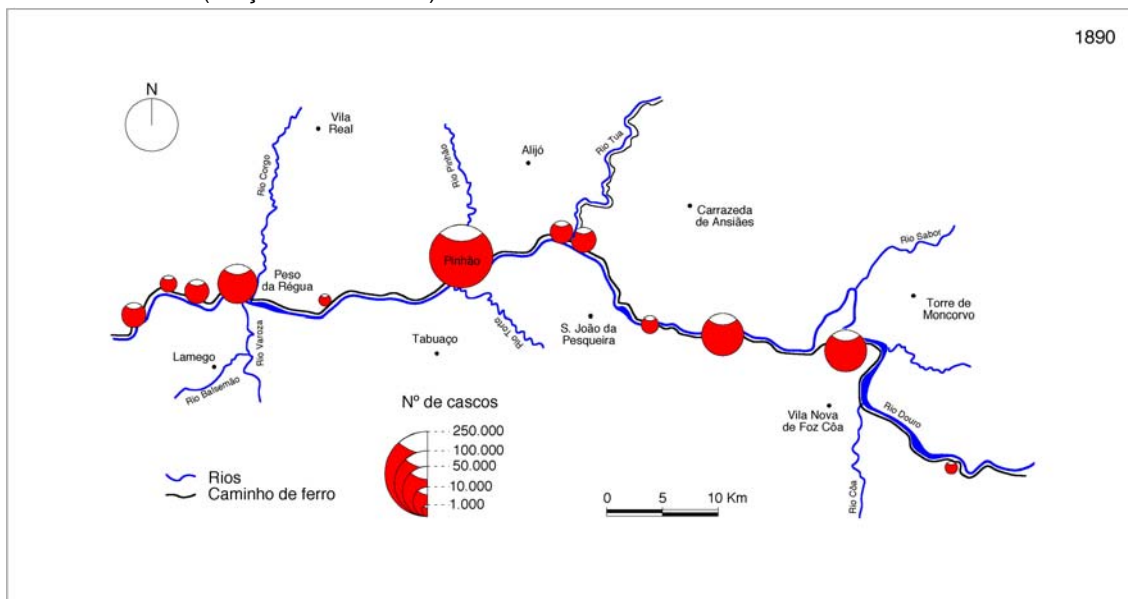 1890
N
Vila
Real
Rio Corgo
Rio Pinhão
Alijó
Rio Tua
Carrazeda
de Ansiães
Rio Sabor
Peso
da Régua
Pinhão
Torre de
Moncorvo
S. João da
Pesqueira
Rio Torto
Tabuaço
Lamego
Rio Varoza
Rio Balsemão
Nº de cascos
250.000
100.000
50.000
10.000
1.000
Vila Nova
de Foz Côa
Rio Douro
Rio Côa
Rios
Caminho de ferro
0 5 10 Km